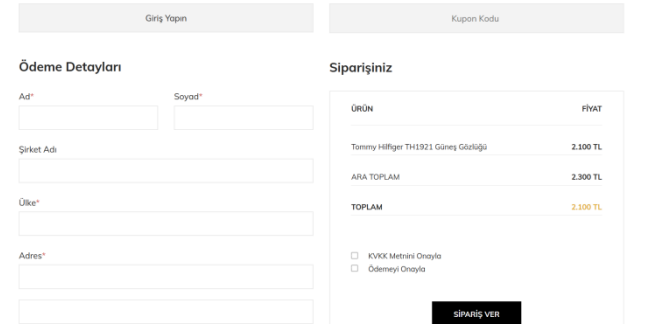 Giriş Yapın
Kupon Kodu
Ödeme Detayları
Ad*
Soyad*
Şirket Adı
Ülke*
Adres*
Siparişiniz
ÜRÜN FİYAT
Tommy Hilfiger TH1921 Güneş Gözlüğü 2.100 TL
ARA TOPLAM 2.300 TL
TOPLAM 2.100 TL
KVKK Metnini Onayla
Ödemeyi Onayla
SİPARİŞ VER